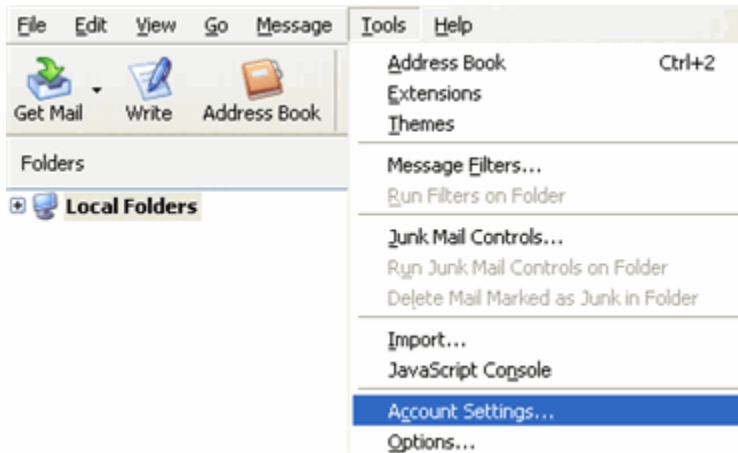 File Edit View Go Message Tools Help
Get Mail Write Address Book
Folders
Local Folders
Address Book Ctrl+2
Extensions
Themes
Message Filters...
Run Filters on Folder
Junk Mail Controls...
Run Junk Mail Controls on Folder
Delete Mail Marked as Junk in Folder
Import...
JavaScript Console
Account Settings...
Options...